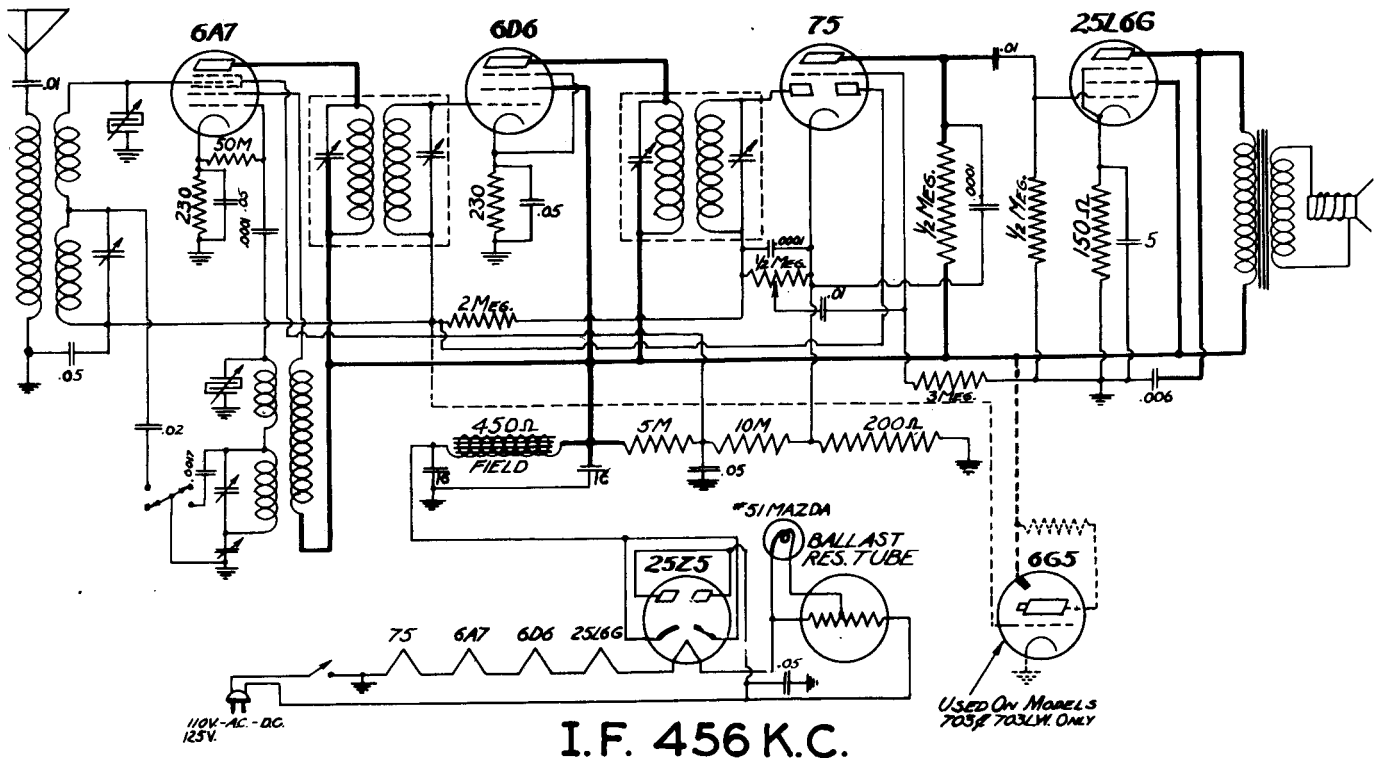 6A7
6D6
75
25L6G
.01
50M
230
.05
.0001
230
.05
.0001
½ MEG.
.01
½ MEG.
.01
.0001
½ MEG.
150Ω
5
2 MEG.
.05
.02
.0017
450Ω
FIELD
16
16
5M
.05
10M
200Ω
3 MEG.
.006
#51 MAZDA
BALLAST
RES. TUBE
25Z5
6G5
75
6A7
6D6
25L6G
.05
110V.-A.C.-D.C.
125V.
USED ON MODELS
703 & 703LW. ONLY
I.F. 456 K.C.